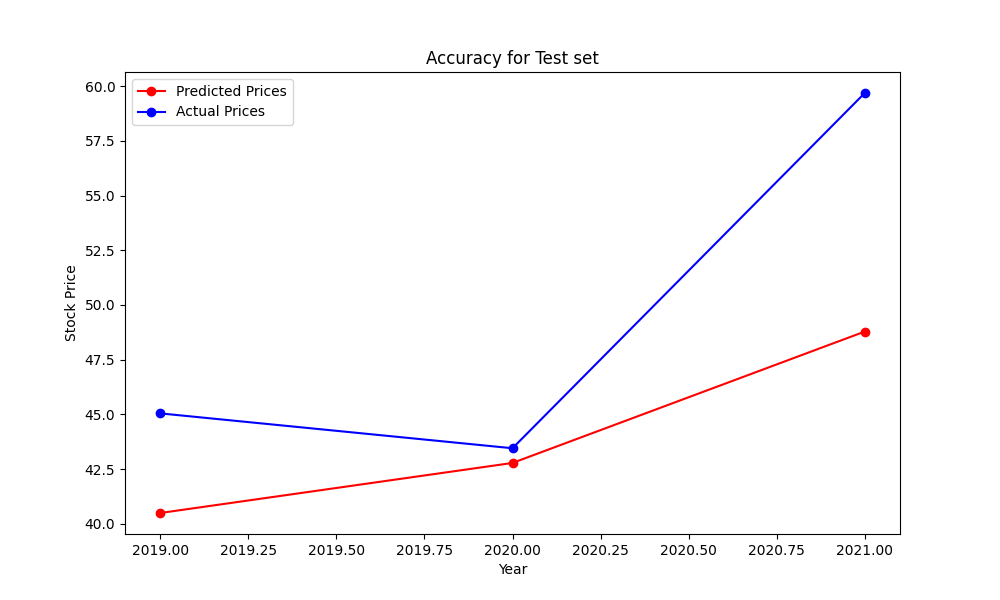 Accuracy for Test set
Predicted Prices
Actual Prices
60.0
57.5
55.0
52.5
50.0
47.5
45.0
42.5
40.0
Stock Price
2019.00 2019.25 2019.50 2019.75 2020.00 2020.25 2020.50 2020.75 2021.00
Year